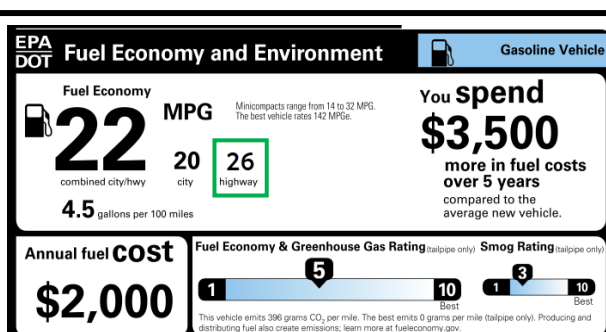 EPA
DOT
Fuel Economy and Environment
Gasoline Vehicle
Fuel Economy
22
MPG
combined city/hwy
20
city
26
highway
4.5 gallons per 100 miles
Minicompacts range from 14 to 32 MPG.
The best vehicle rates 142 MPGe.
You spend
$3,500
more in fuel costs
over 5 years
compared to the
average new vehicle.
Annual fuel cost
$2,000
Fuel Economy & Greenhouse Gas Rating (tailpipe only)
5
1
10
Best
Smog Rating (tailpipe only)
3
1
10
Best
This vehicle emits 396 grams CO₂ per mile. The best emits 0 grams per mile (tailpipe only). Producing and
distributing fuel also create emissions; learn more at fueleconomy.gov.